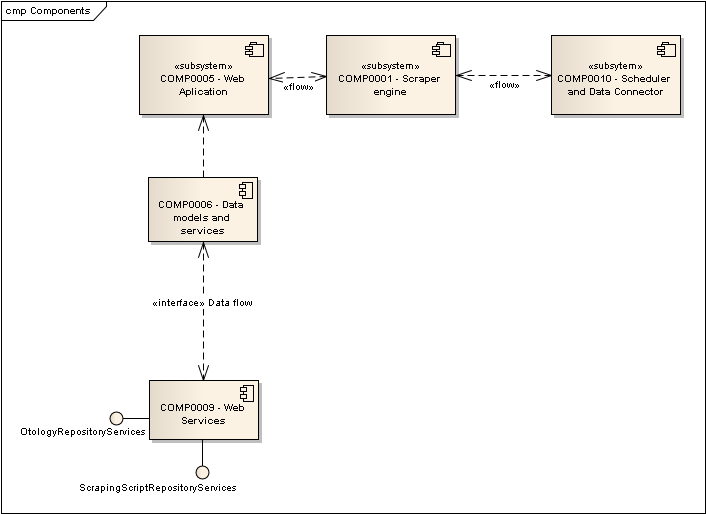 cmp Components
«subsystem»
COMP0005 - Web
Aplication
«flow»
«subsystem»
COMP0001 - Scraper
engine
«flow»
«subsytem»
COMP0010 - Scheduler
and Data Connector
COMP0006 - Data
models and
services
«interface» Data flow
COMP0009 - Web
Services
OtologyRepositoryServices
ScrapingScriptRepositoryServices